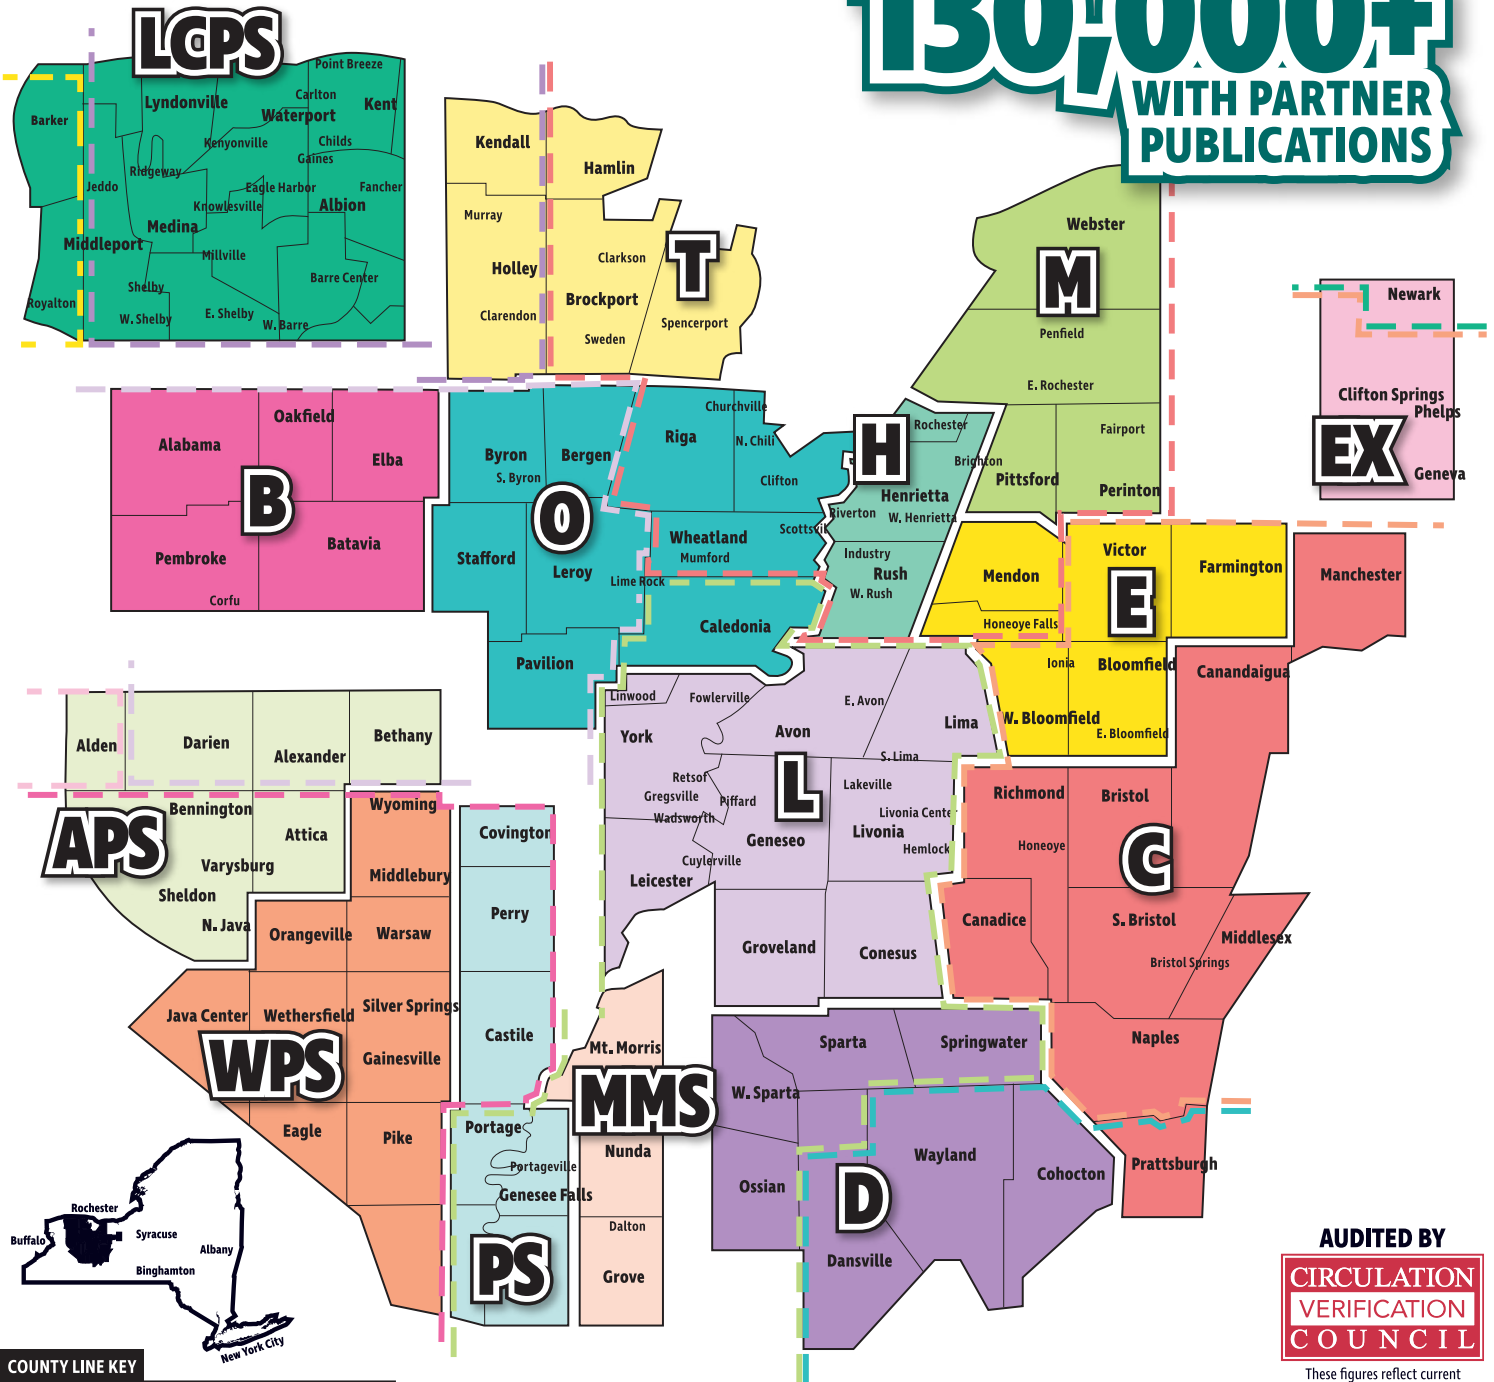 130,000+
WITH PARTNER
PUBLICATIONS
LCPS
Point Breeze
Lyndonville
Carlton
Kent
Waterport
Barker
Kenyonville
Childs
Gaines
Ridgeway
Jeddo
Eagle Harbor
Fancher
Knowlesville
Albion
Medina
Middleport
Millville
Barre Center
Shelby
Royalton
E. Shelby
W. Shelby
W. Barre
Kendall
Hamlin
Murray
T
Holley
Clarkson
Brockport
Clarendon
Spencerport
Sweden
Webster
M
Penfield
E. Rochester
Fairport
Pittsford
Perinton
Newark
Clifton Springs
Phelps
EX
Geneva
Oakfield
Alabama
Elba
B
Batavia
Pembroke
Corfu
Churchville
Riga
N. Chili
Byron
Bergen
S. Byron
Clifton
O
Wheatland
Scottsvil
Mumford
Stafford
Leroy
Lime Rock
Caledonia
Pavilion
H
Rochester
Brighton
Henrietta
Riverton
W. Henrietta
Industry
Rush
W. Rush
Victor
Mendon
E
Farmington
Honeoye Falls
Ionia
Bloomfield
W. Bloomfield
E. Bloomfield
Manchester
Canandaigua
Alden
Darien
Alexander
Bethany
Bennington
APS
Attica
Varysburg
Sheldon
N. Java
Wyoming
Middlebury
Orangeville
Warsaw
Java Center
Wethersfield
Silver Springs
WPS
Gainesville
Eagle
Pike
Covington
Perry
Castile
Portage
Portageville
Genesee Falls
PS
Linwood
Fowlerville
E. Avon
York
Avon
Lima
S. Lima
Retsof
L
Lakeville
Gregsville
Piffard
Wadsworth
Livonia Cente
Geneseo
Livonia
Hemlock
Cuylerville
Leicester
Groveland
Conesus
Mt. Morris
MMS
Nunda
Dalton
Grove
Richmond
Bristol
Honeoye
C
Canadice
S. Bristol
Middlesex
Bristol Springs
Naples
Prattsburgh
Sparta
Springwater
W. Sparta
Wayland
Cohocton
Ossian
D
Dansville
Rochester
Buffalo
Syracuse
Albany
Binghamton
New York City
COUNTY LINE KEY
AUDITED BY
CIRCULATION
VERIFICATION
COUNCIL
These figures reflect current